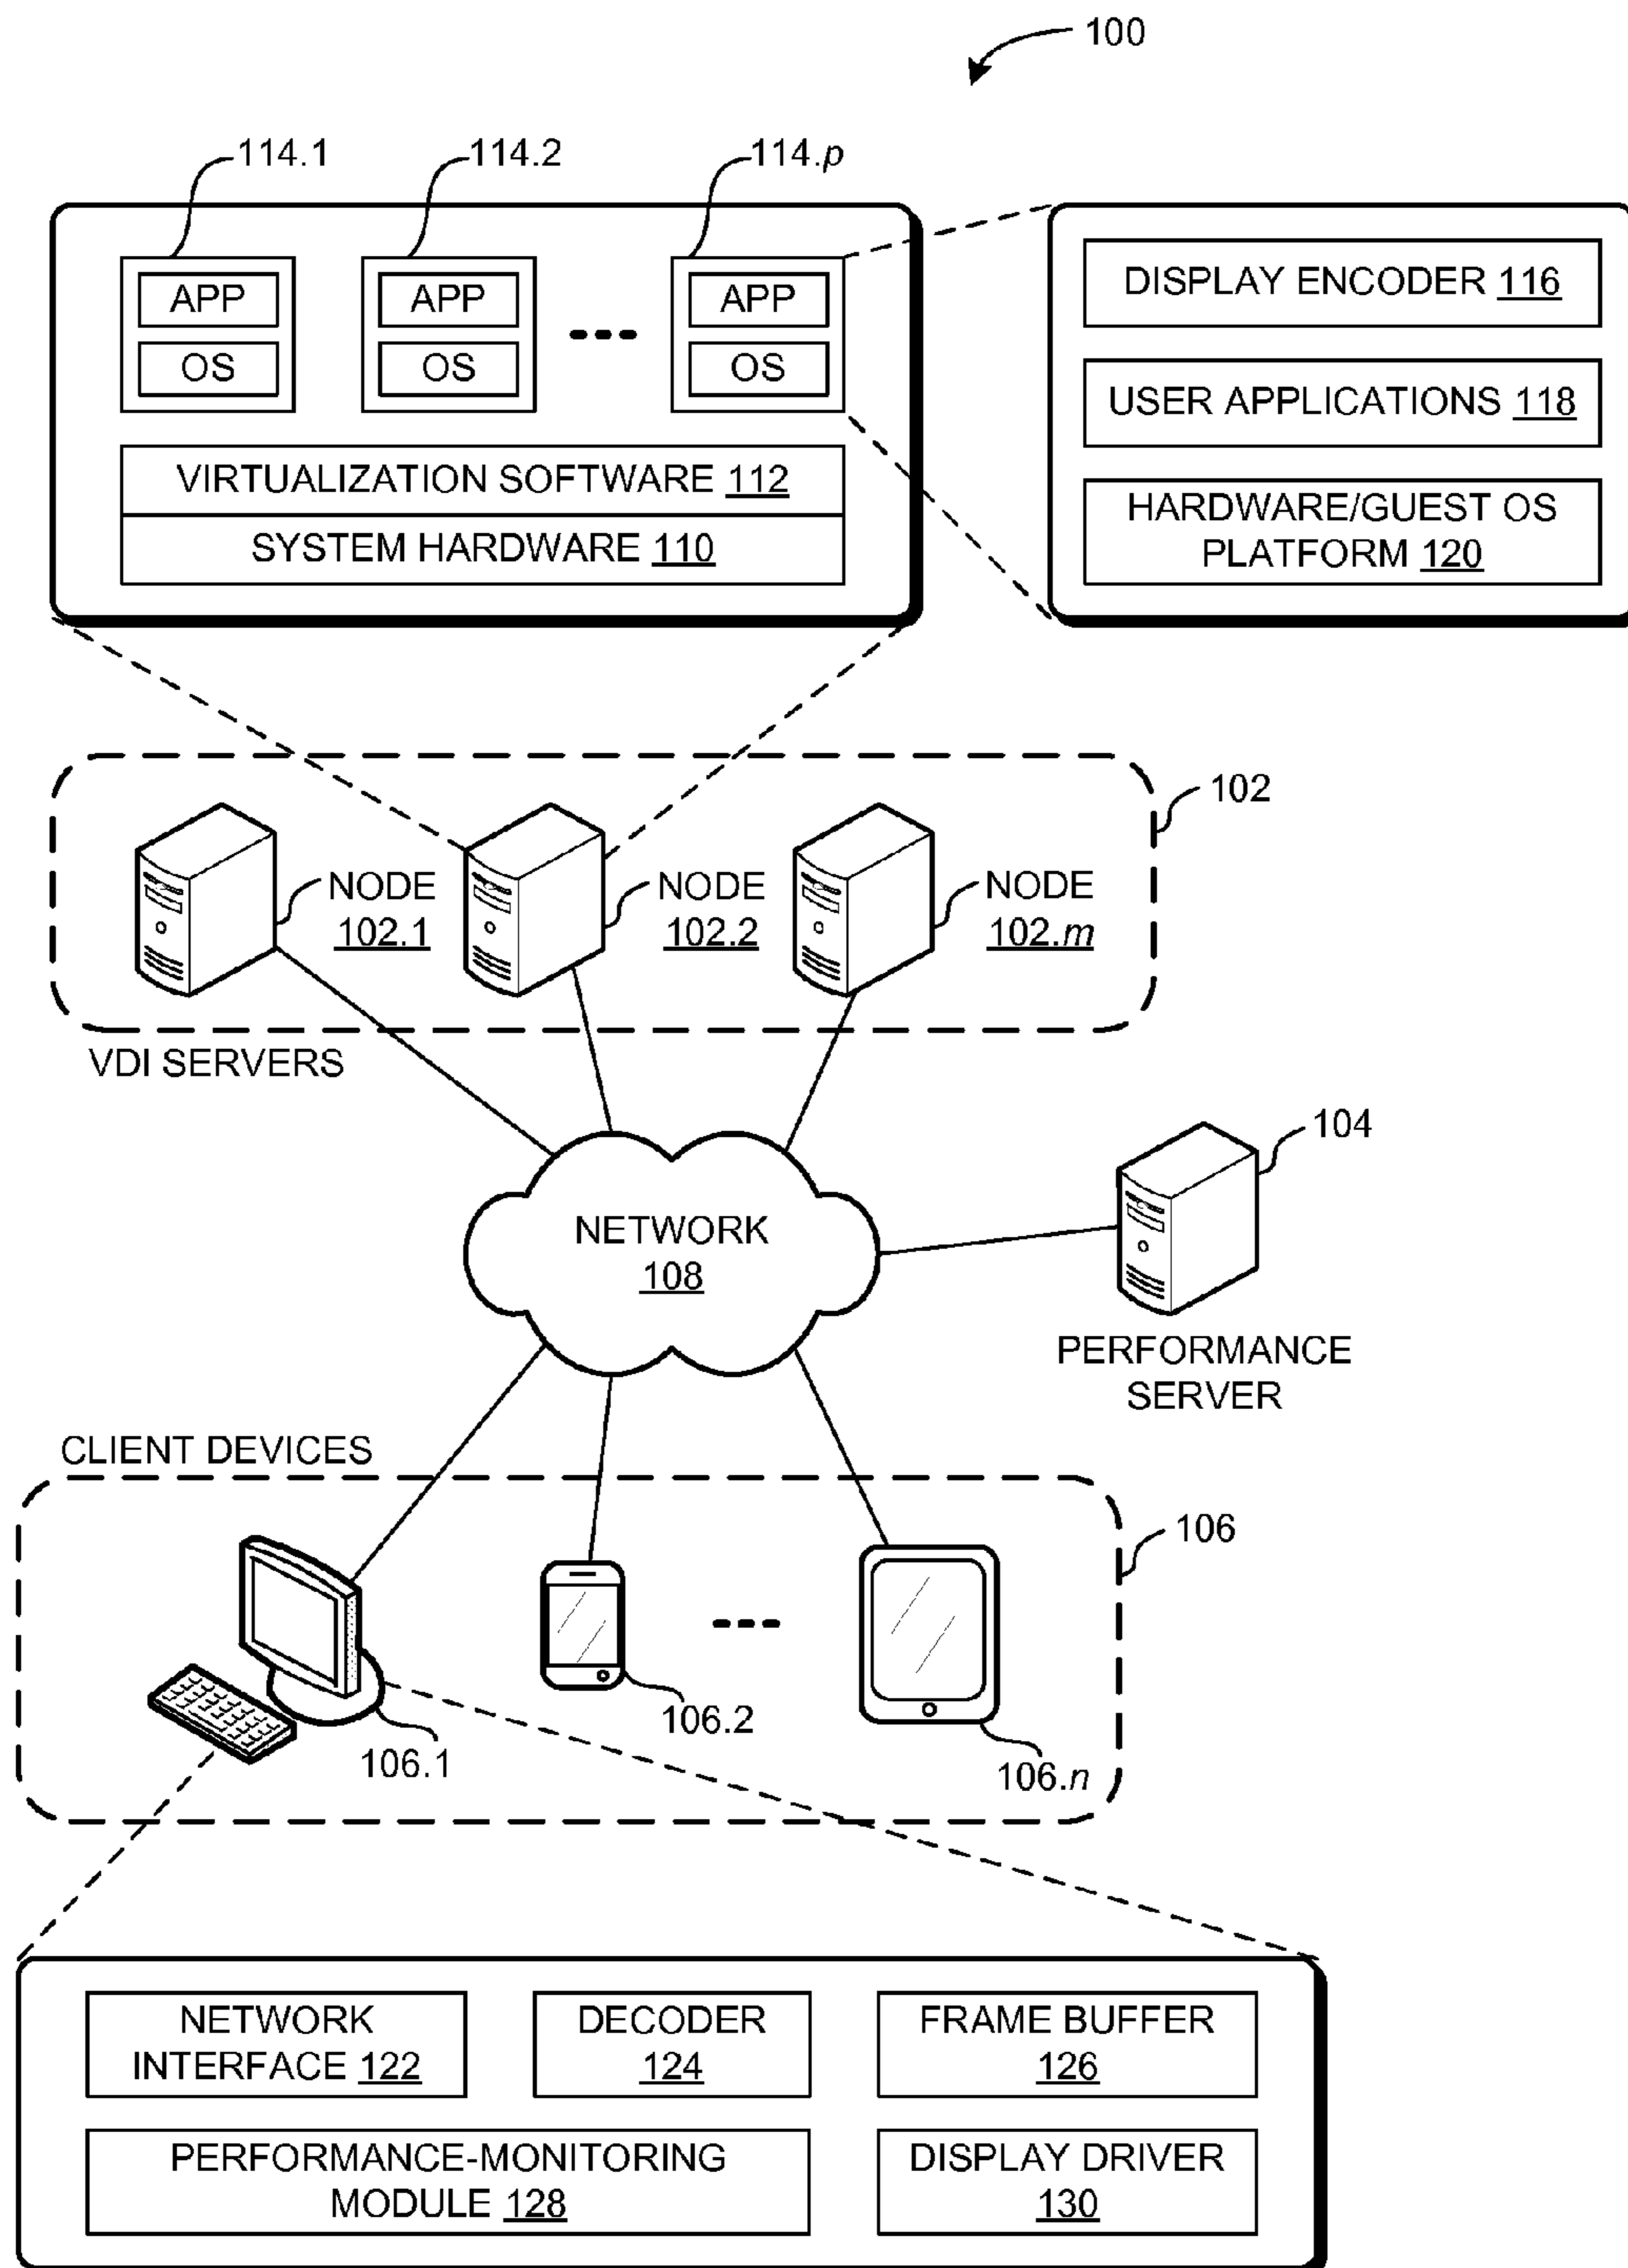 100
114.1
114.2
114.p
APP
OS
APP
OS
APP
OS
VIRTUALIZATION SOFTWARE 112
SYSTEM HARDWARE 110
DISPLAY ENCODER 116
USER APPLICATIONS 118
HARDWARE/GUEST OS
PLATFORM 120
102
NODE
102.1
NODE
102.2
NODE
102.m
VDI SERVERS
104
NETWORK
108
PERFORMANCE
SERVER
CLIENT DEVICES
106
106.1
106.2
106.n
NETWORK
INTERFACE 122
DECODER
124
FRAME BUFFER
126
PERFORMANCE-MONITORING
MODULE 128
DISPLAY DRIVER
130